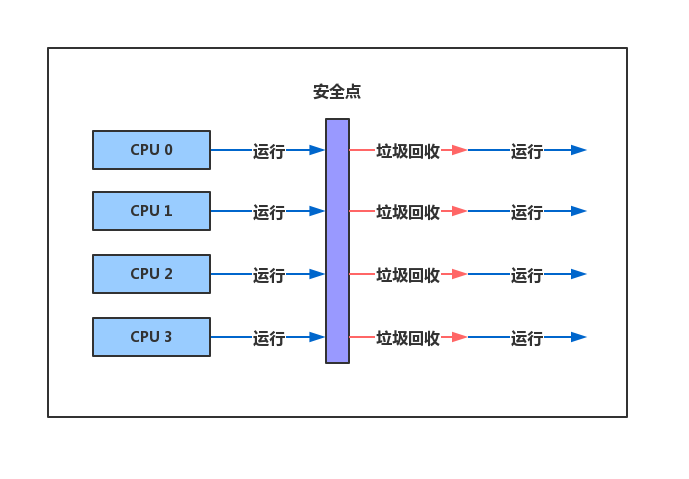 安全点
CPU 0 运行 垃圾回收 运行
CPU 1 运行 垃圾回收 运行
CPU 2 运行 垃圾回收 运行
CPU 3 运行 垃圾回收 运行